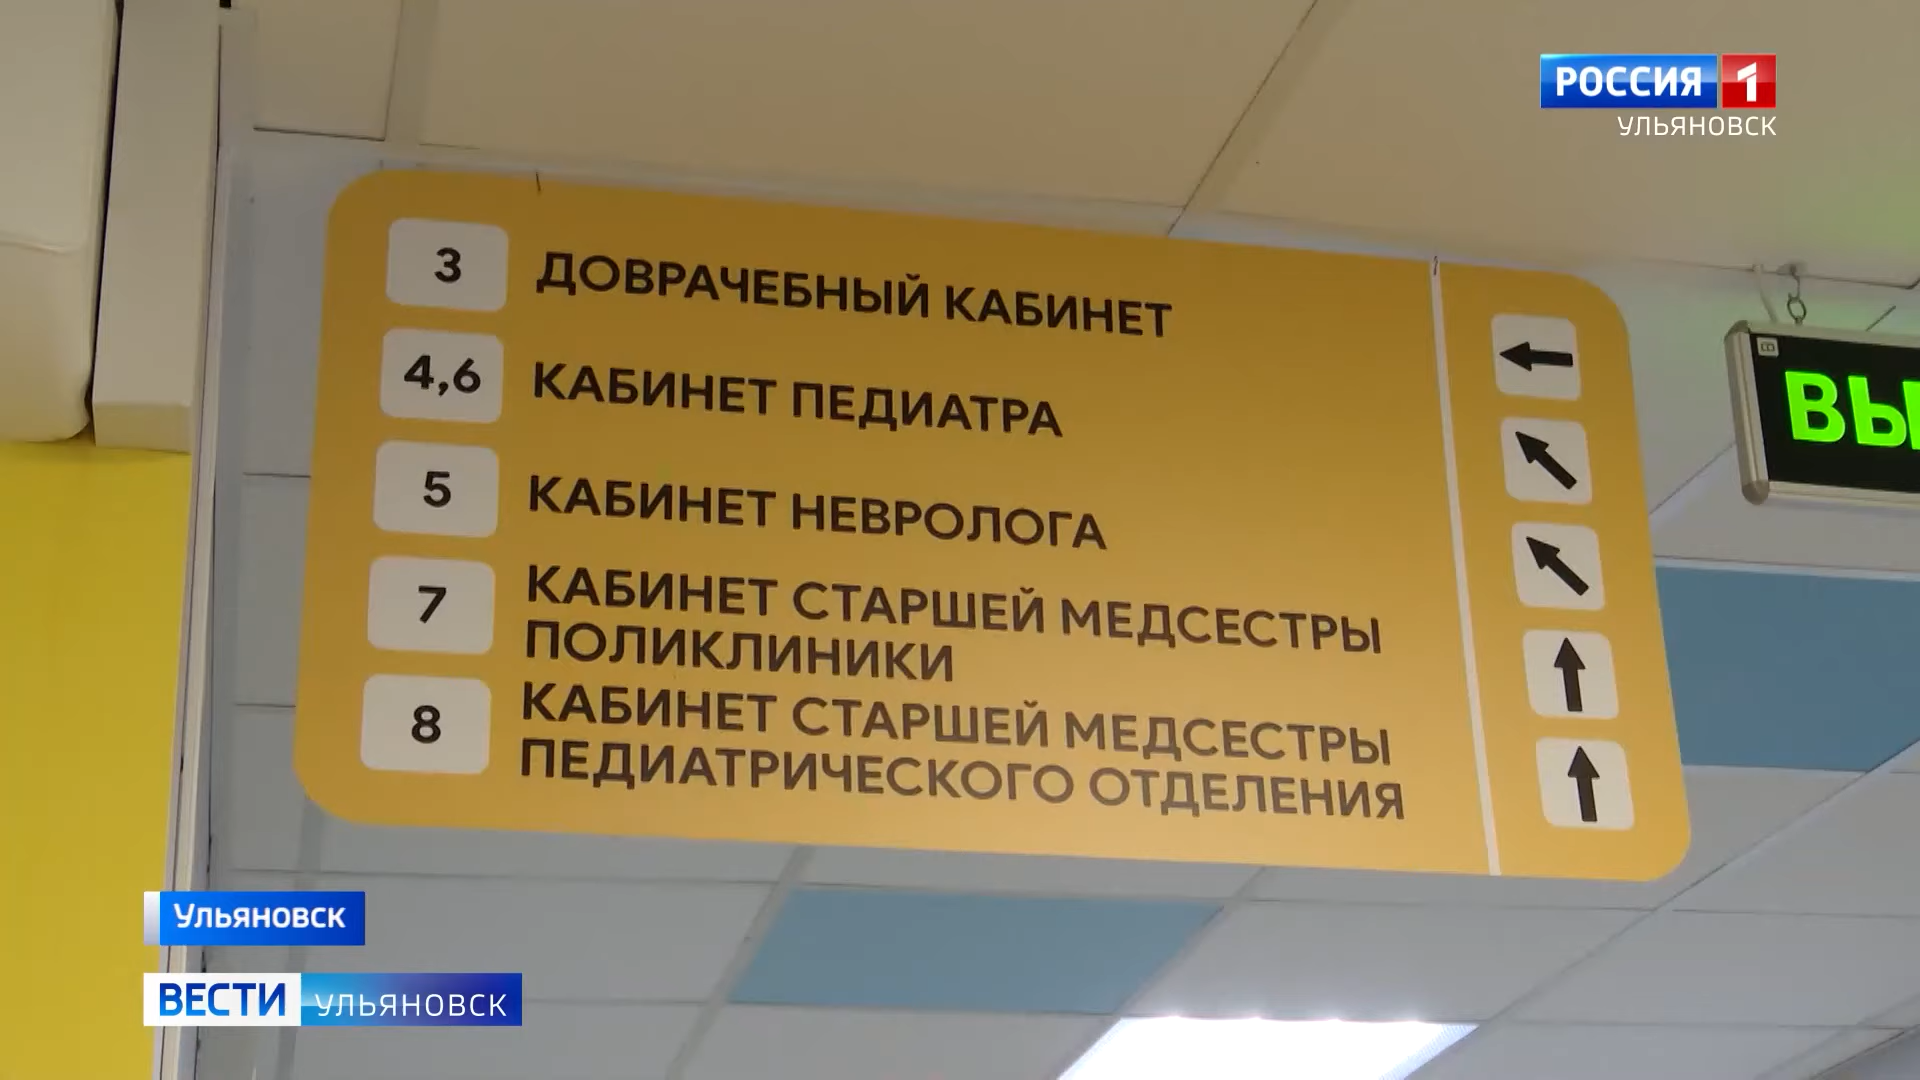 РОССИЯ 1
УЛЬЯНОВСК
3 ДОВРАЧЕБНЫЙ КАБИНЕТ
4,6 КАБИНЕТ ПЕДИАТРА
5 КАБИНЕТ НЕВРОЛОГА
7 КАБИНЕТ СТАРШЕЙ МЕДСЕСТРЫ
ПОЛИКЛИНИКИ
8 КАБИНЕТ СТАРШЕЙ МЕДСЕСТРЫ
ПЕДИАТРИЧЕСКОГО ОТДЕЛЕНИЯ
ВЫ
Ульяновск
ВЕСТИ УЛЬЯНОВСК